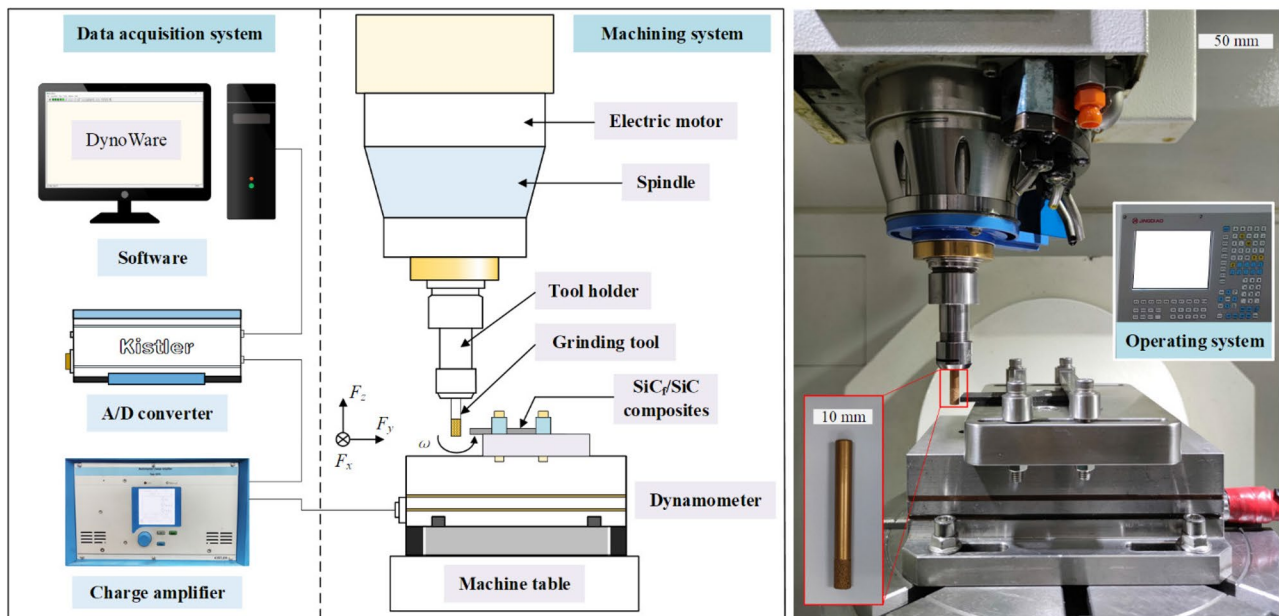 Data acquisition system
DynoWare
Software
Kistler
A/D converter
Charge amplifier
Machining system
Electric motor
Spindle
Tool holder
Grinding tool
SiCf/SiC
composites
Fz
Fy
Fx
ω
Dynamometer
Machine table
50 mm
JINGDIAO
Operating system
10 mm